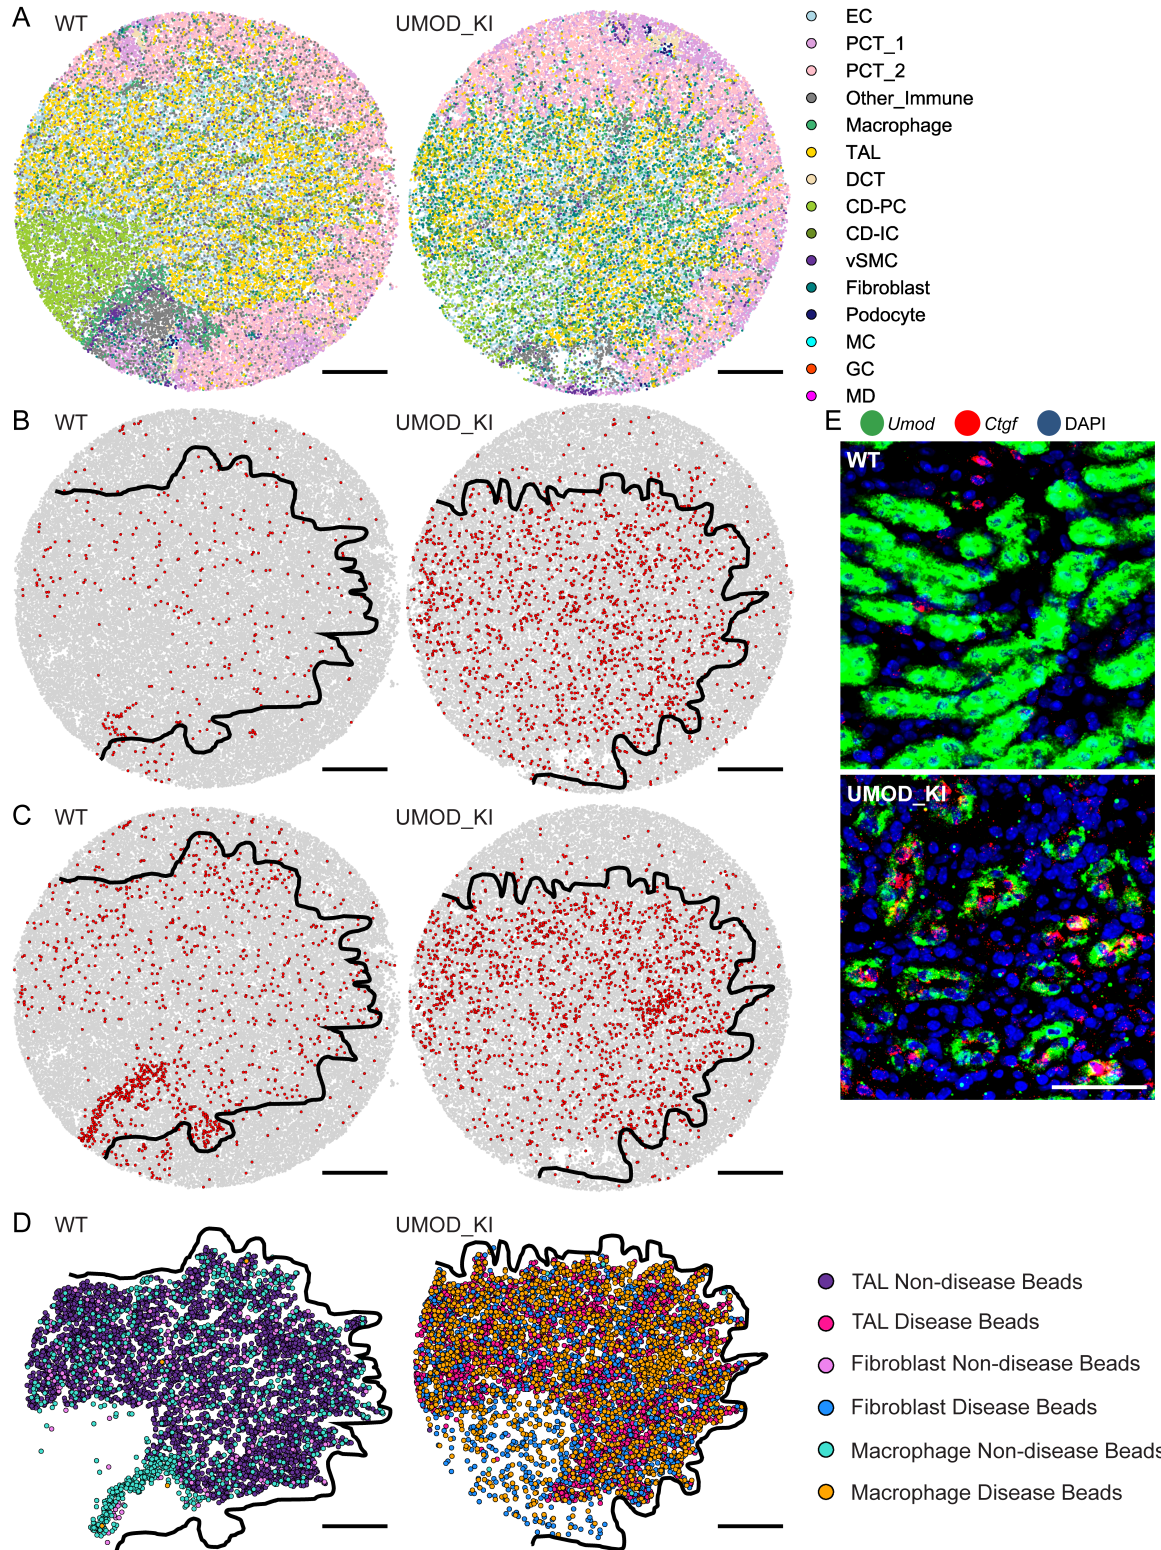 A
WT
UMOD_KI
EC
PCT_1
PCT_2
Other_Immune
Macrophage
TAL
DCT
CD-PC
CD-IC
vSMC
Fibroblast
Podocyte
MC
GC
MD
B
WT
UMOD_KI
E
Umod
Ctgf
DAPI
WT
UMOD_KI
C
WT
UMOD_KI
D
WT
UMOD_KI
TAL Non-disease Beads
TAL Disease Beads
Fibroblast Non-disease Beads
Fibroblast Disease Beads
Macrophage Non-disease Beads
Macrophage Disease Beads